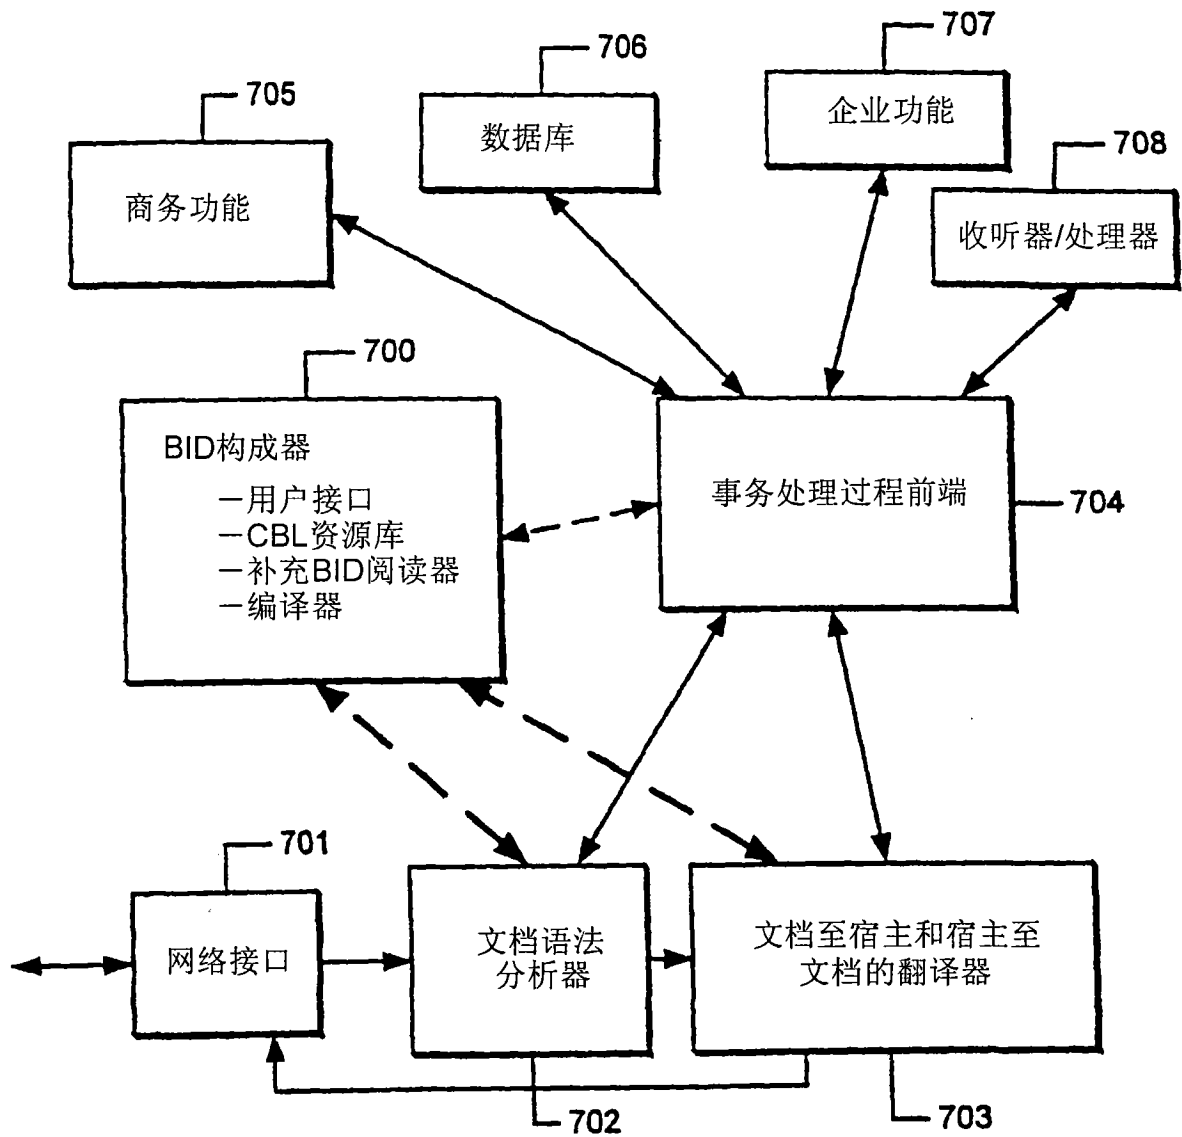 707
706
705
企业功能
数据库
708
商务功能
收听器/处理器
700
BID构成器
－用户接口
－CBL资源库
－补充BID阅读器
－编译器
事务处理过程前端
704
701
网络接口
文档语法
分析器
文档至宿主和宿主至
文档的翻译器
702
703